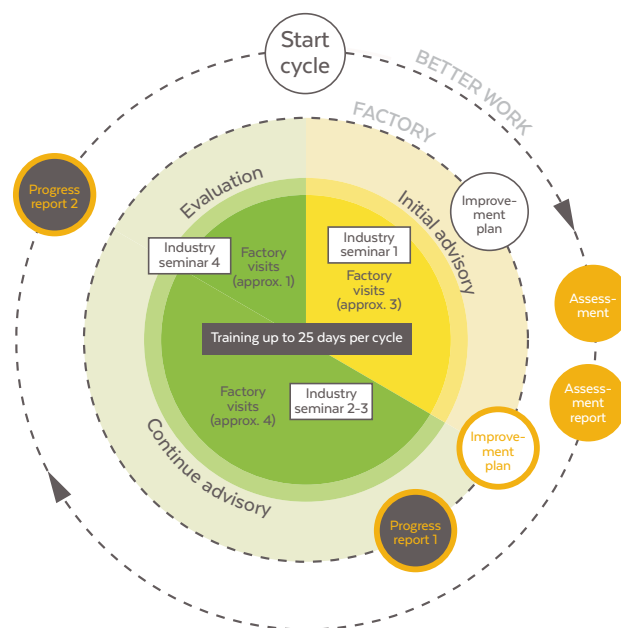 Start
cycle
BETTER WORK
FACTORY
Progress
report 2
Evaluation
Initial advisory
Improve-
ment
plan
Industry
seminar 4
Factory
visits
(approx. 1)
Industry
seminar 1
Factory
visits
(approx. 3)
Assess-
ment
Training up to 25 days per cycle
Assess-
ment
report
Factory
visits
(approx. 4)
Industry
seminar 2-3
Continue advisory
Improve-
ment
plan
Progress
report 1